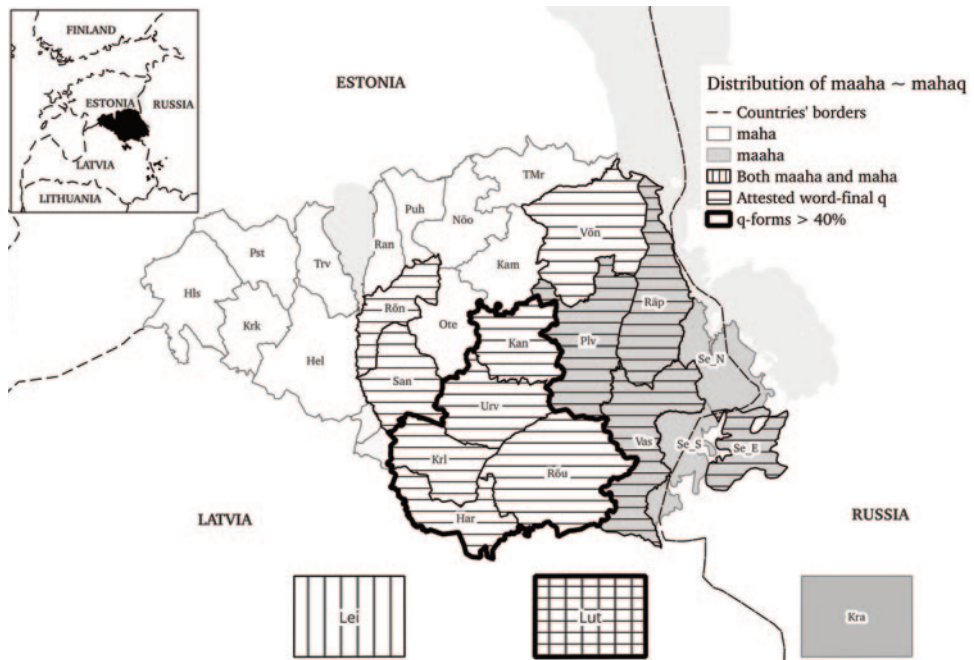 FINLAND
ESTONIA
RUSSIA
LATVIA
LITHUANIA
ESTONIA
Distribution of maaha ~ mahaq
Countries' borders
maha
maaha
Both maaha and maha
Attested word-final q
q-forms > 40%
TMr
Puh
Nõo
Võn
Ran
Pst
Trv
Kam
Hls
Rõn
Räp
Krk
Ote
Kan
Plv
Se_N
Hel
San
Urv
Vas
Se_S
Se_E
Krl
Rõu
Har
LATVIA
RUSSIA
Lei
Lut
Kra